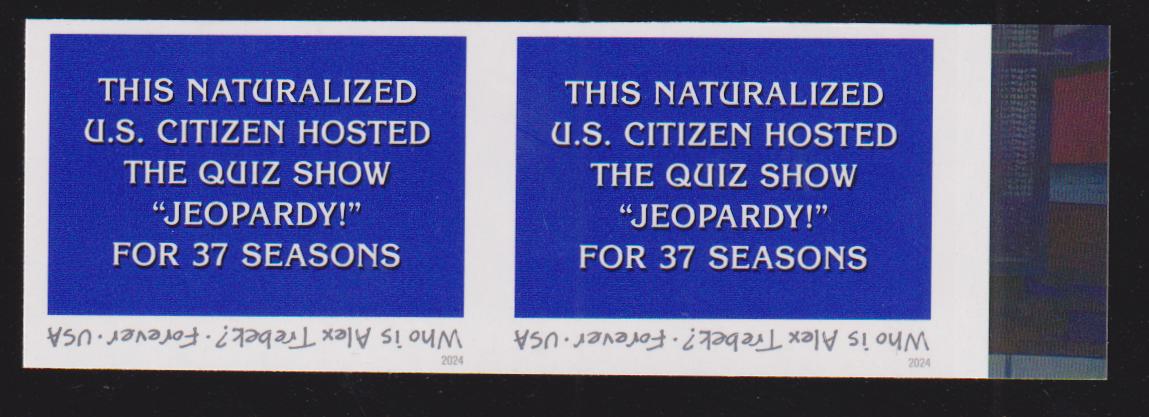 THIS NATURALIZED
U.S. CITIZEN HOSTED
THE QUIZ SHOW
“JEOPARDY!”
FOR 37 SEASONS
Who is Alex Trebek? · Forever · USA
2024
THIS NATURALIZED
U.S. CITIZEN HOSTED
THE QUIZ SHOW
“JEOPARDY!”
FOR 37 SEASONS
Who is Alex Trebek? · Forever · USA
2024